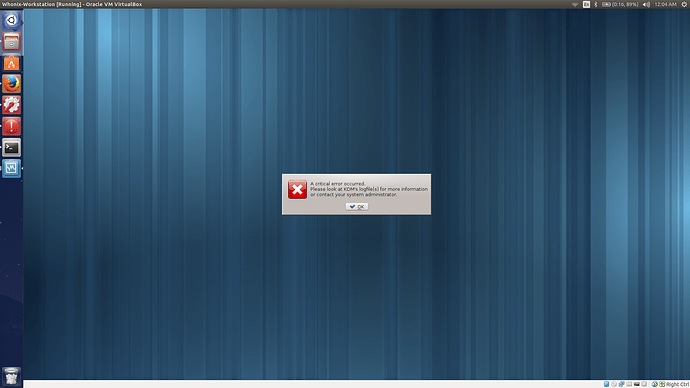 Whonix-Workstation [Running] - Oracle VM VirtualBox
En
(0:16, 89%)
12:04 AM
A critical error occurred.
Please look at KDM's logfile(s) for more information
or contact your system administrator.
OK
Right Ctrl